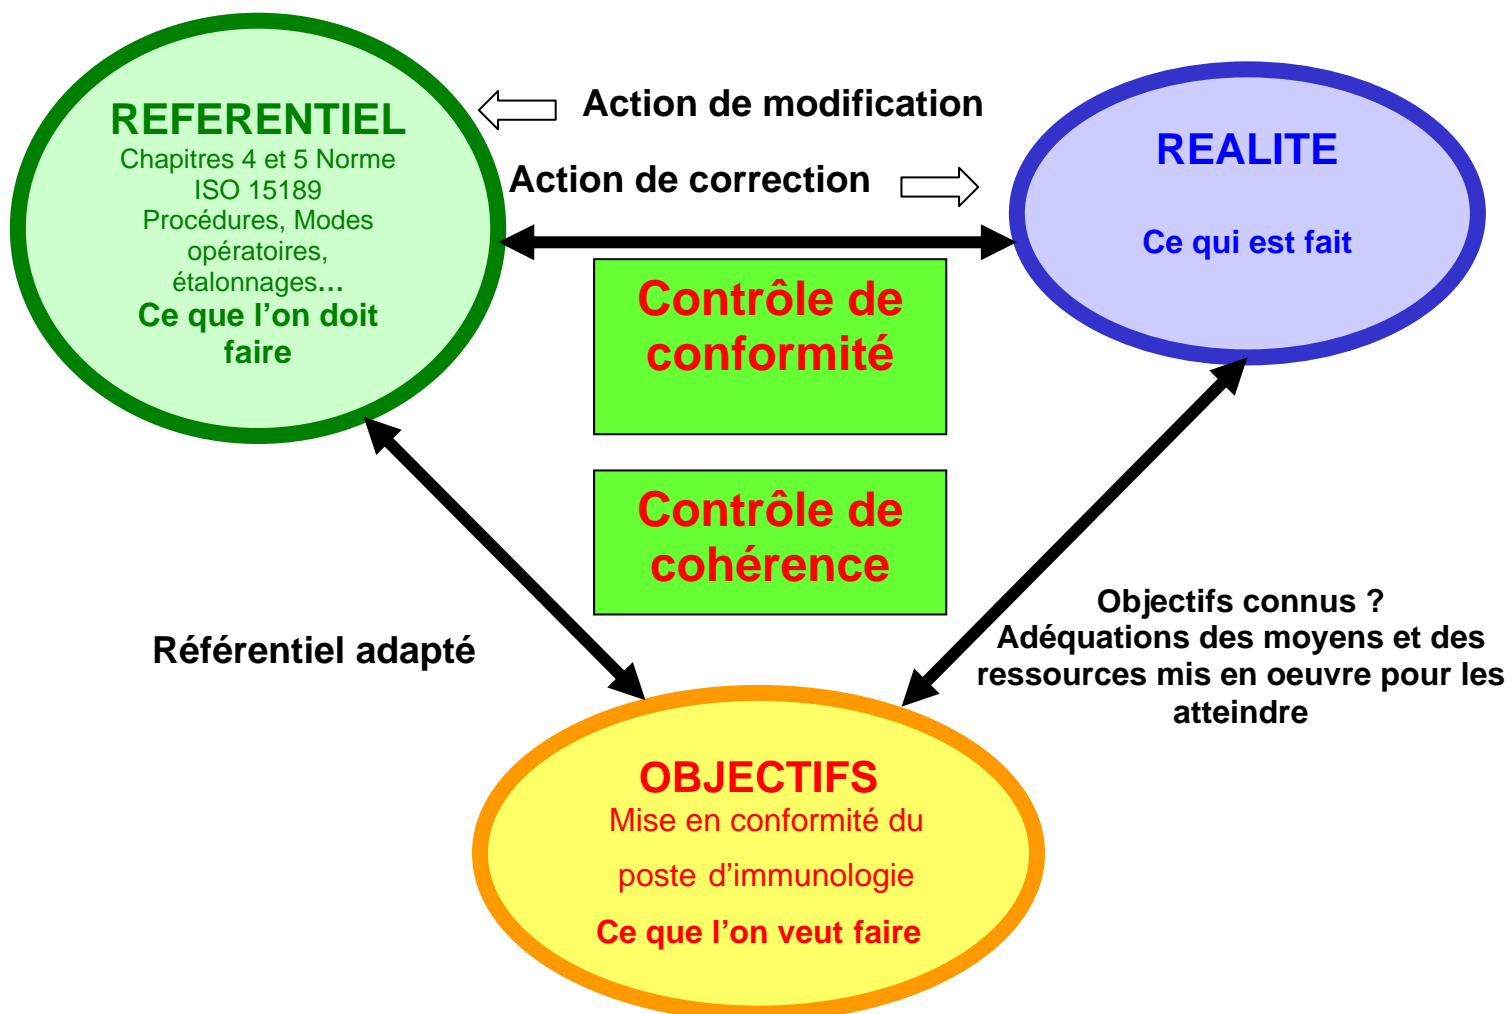 REFERENTIEL
Chapitres 4 et 5 Norme
ISO 15189
Procédures, Modes
opératoires,
étalonnages…
Ce que l’on doit
faire
Action de modification
Action de correction
REALITE
Ce qui est fait
Contrôle de
conformité
Contrôle de
cohérence
Référentiel adapté
Objectifs connus ?
Adéquations des moyens et des
ressources mis en oeuvre pour les
atteindre
OBJECTIFS
Mise en conformité du
poste d’immunologie
Ce que l’on veut faire